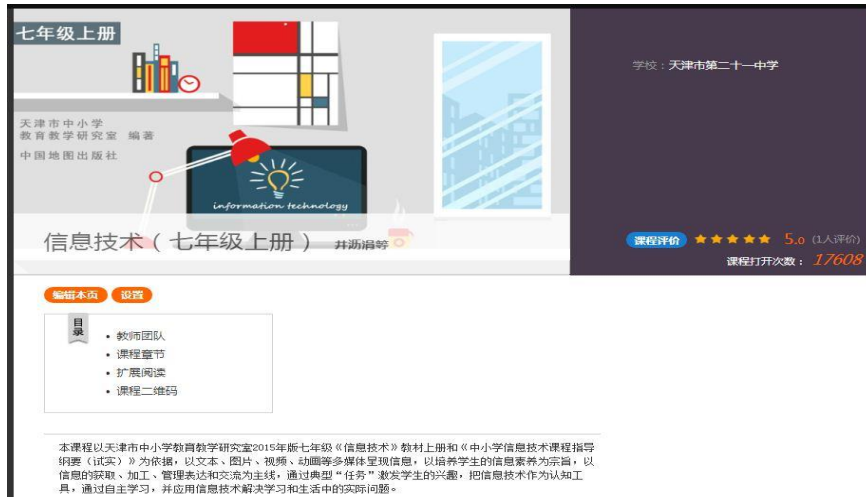 七年级上册
天津市中小学
教育教学研究室 编著
中国地图出版社
information technology
信息技术（七年级上册） 井沥涓等
学校：天津市第二十一中学
课程评价 5.0 (1人评价)
课程打开次数： 17608
编辑本页 设置
目录
• 教师团队
• 课程章节
• 扩展阅读
• 课程二维码
本课程以天津市中小学教育教学研究室2015年版七年级《信息技术》教材上册和《中小学信息技术课程指导
纲要（试实）》为依据，以文本、图片、视频、动画等多媒体呈现信息，以培养学生的信息素养为宗旨，以
信息的获取、加工、管理表达和交流为主线，通过典型“任务”激发学生的兴趣，把信息技术作为认知工
具，通过自主学习，并应用信息技术解决学习和生活中的实际问题。